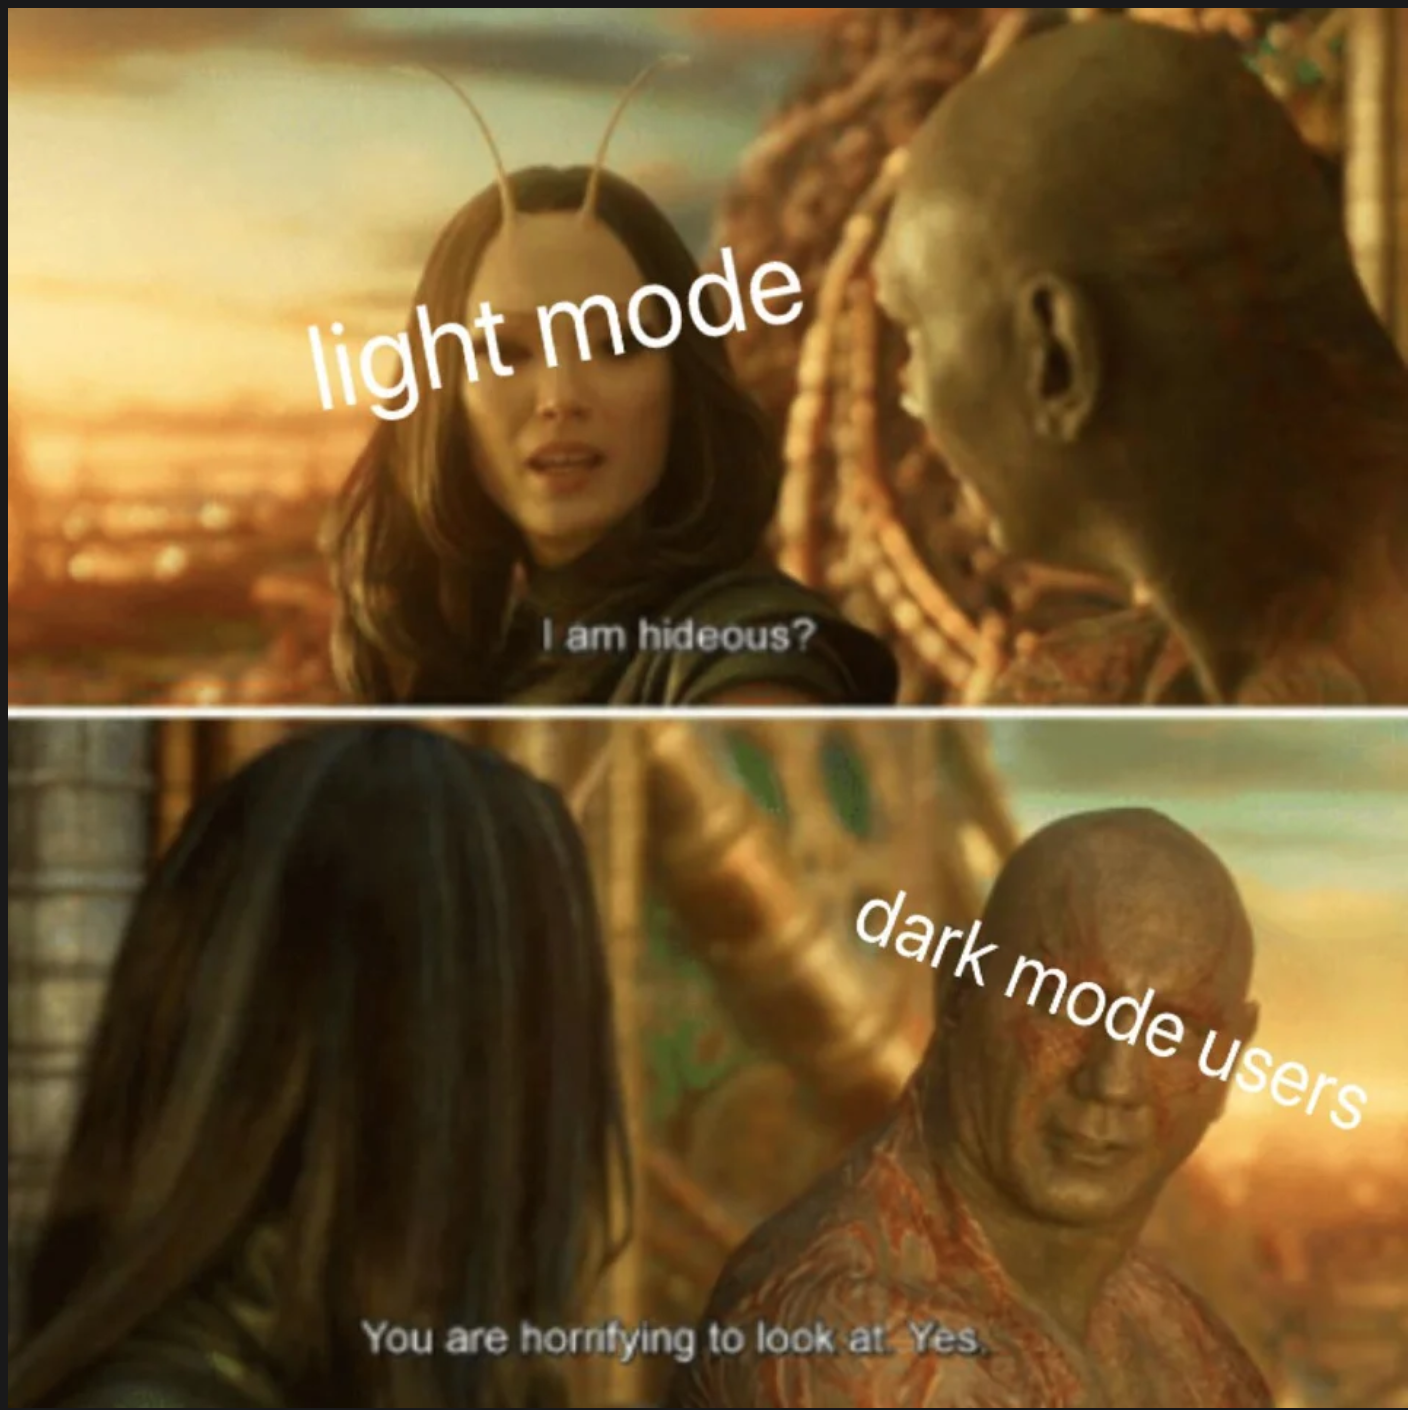 light mode
I am hideous?
dark mode users
You are horrifying to look at. Yes.